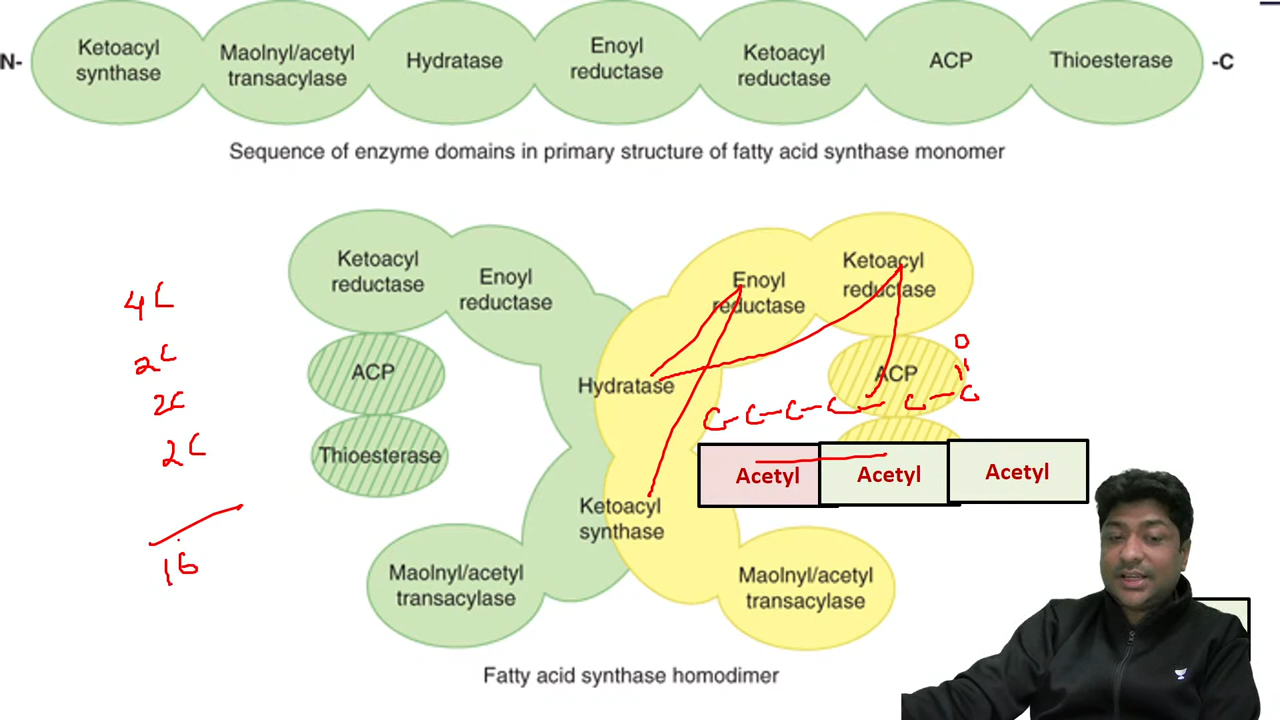 N-
Ketoacyl
synthase
Maolnyl/acetyl
transacylase
Hydratase
Enoyl
reductase
Ketoacyl
reductase
ACP
Thioesterase
-C
Sequence of enzyme domains in primary structure of fatty acid synthase monomer
Ketoacyl
reductase
Enoyl
reductase
Enoyl
reductase
Ketoacyl
reductase
ACP
Hydratase
ACP
Thioesterase
Ketoacyl
synthase
Maolnyl/acetyl
transacylase
Maolnyl/acetyl
transacylase
Acetyl
Acetyl
Acetyl
4C
2C
2C
2C
16
O
C-C-C-C- C-C
Fatty acid synthase homodimer